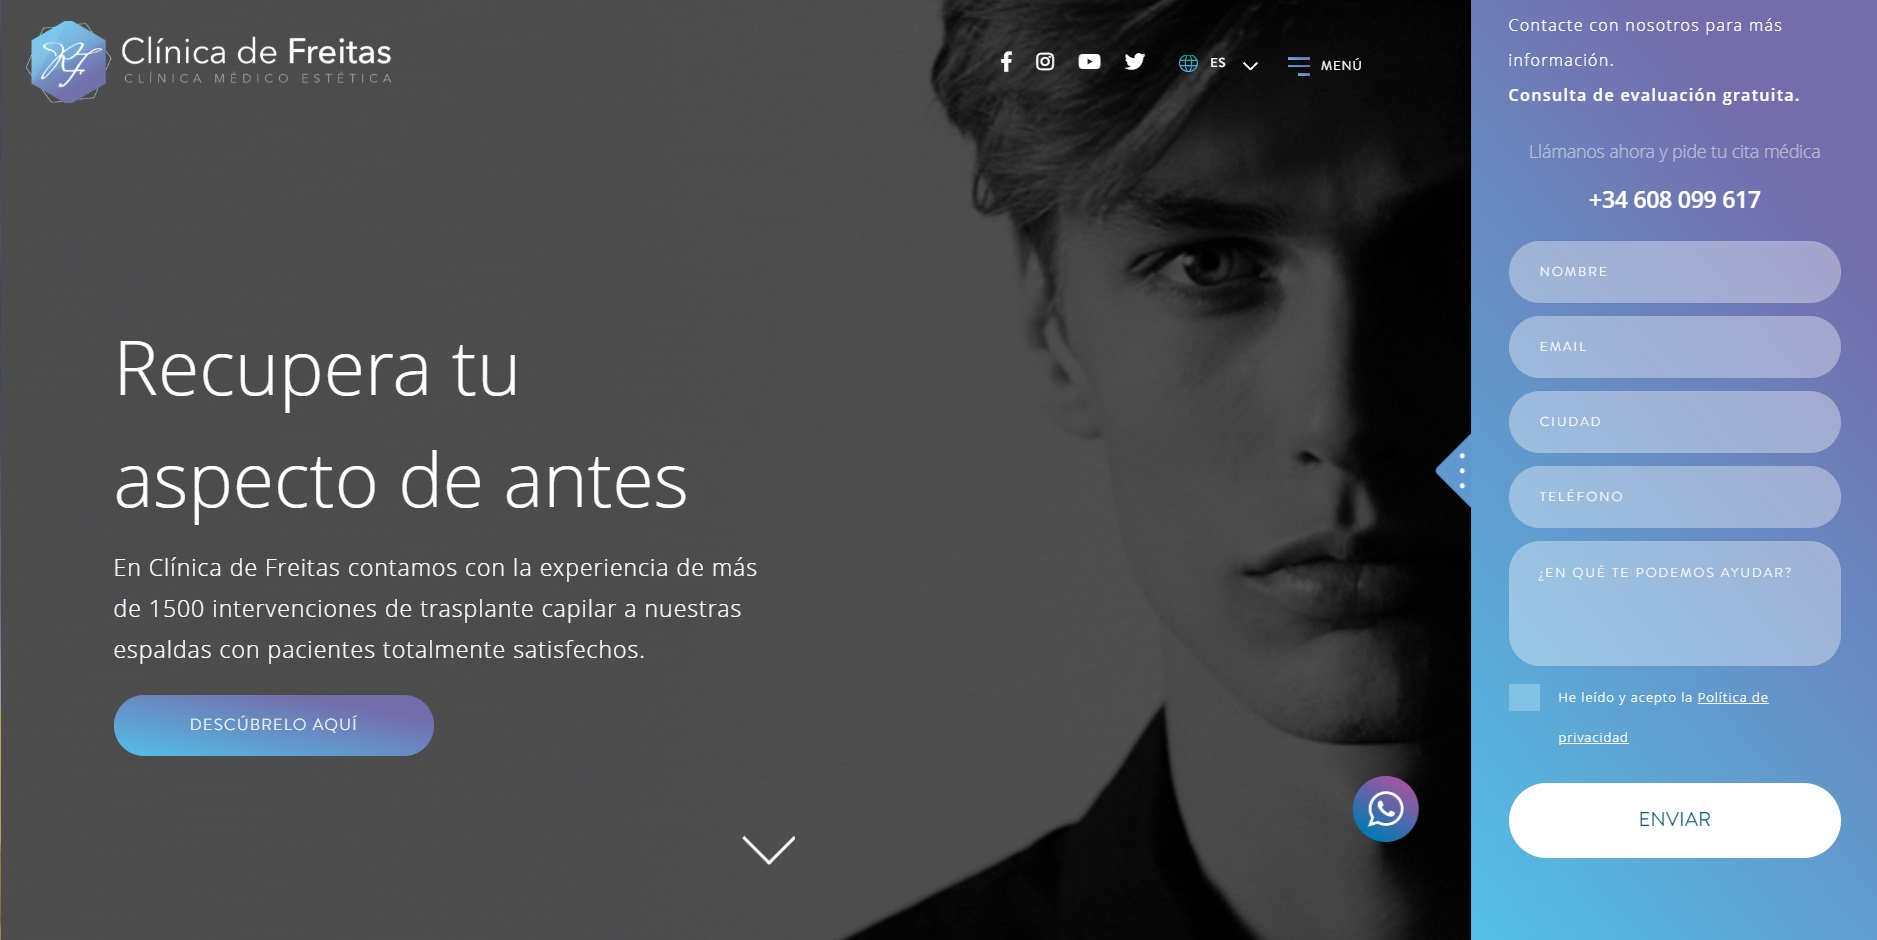 Clínica de Freitas
CLÍNICA MÉDICO ESTÉTICA
ES
MENÚ
Recupera tu
aspecto de antes
En Clínica de Freitas contamos con la experiencia de más
de 1500 intervenciones de trasplante capilar a nuestras
espaldas con pacientes totalmente satisfechos.
DESCÚBRELO AQUÍ
Contacte con nosotros para más
información.
Consulta de evaluación gratuita.
Llámanos ahora y pide tu cita médica
+34 608 099 617
NOMBRE
EMAIL
CIUDAD
TELÉFONO
¿EN QUÉ TE PODEMOS AYUDAR?
He leído y acepto la Política de
privacidad
ENVIAR